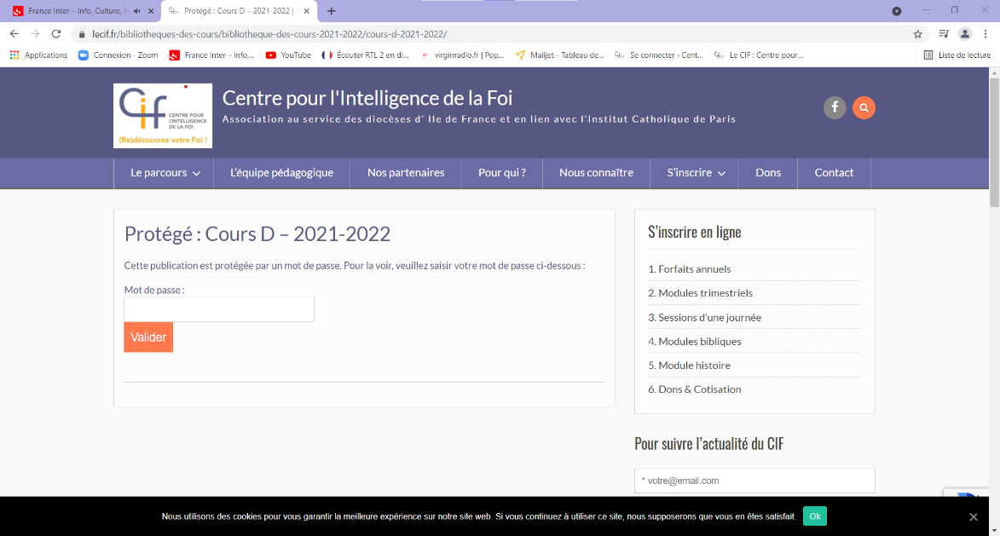 France Inter – Info, Culture, H
Protégé : Cours D – 2021-2022 |
lecif.fr/bibliotheques-des-cours/bibliotheque-des-cours-2021-2022/cours-d-2021-2022/
Applications
Connexion - Zoom
France Inter – Info,...
YouTube
Écouter RTL 2 en di...
virginradio.fr | Pop...
Mailjet - Tableau de...
Se connecter ‹ Cent...
Le CIF : Centre pour...
Liste de lecture
Cif
CENTRE POUR
L'INTELLIGENCE
DE LA FOI
(Re)découvrez votre Foi !
Centre pour l'Intelligence de la Foi
Association au service des diocèses d' Ile de France et en lien avec l'Institut Catholique de Paris
Le parcours
L'équipe pédagogique
Nos partenaires
Pour qui ?
Nous connaître
S'inscrire
Dons
Contact
Protégé : Cours D – 2021-2022
Cette publication est protégée par un mot de passe. Pour la voir, veuillez saisir votre mot de passe ci-dessous :
Mot de passe :
Valider
S'inscrire en ligne
1. Forfaits annuels
2. Modules trimestriels
3. Sessions d'une journée
4. Modules bibliques
5. Module histoire
6. Dons & Cotisation
Pour suivre l'actualité du CIF
* votre@email.com
Nous utilisons des cookies pour vous garantir la meilleure expérience sur notre site web. Si vous continuez à utiliser ce site, nous supposerons que vous en êtes satisfait.
Ok